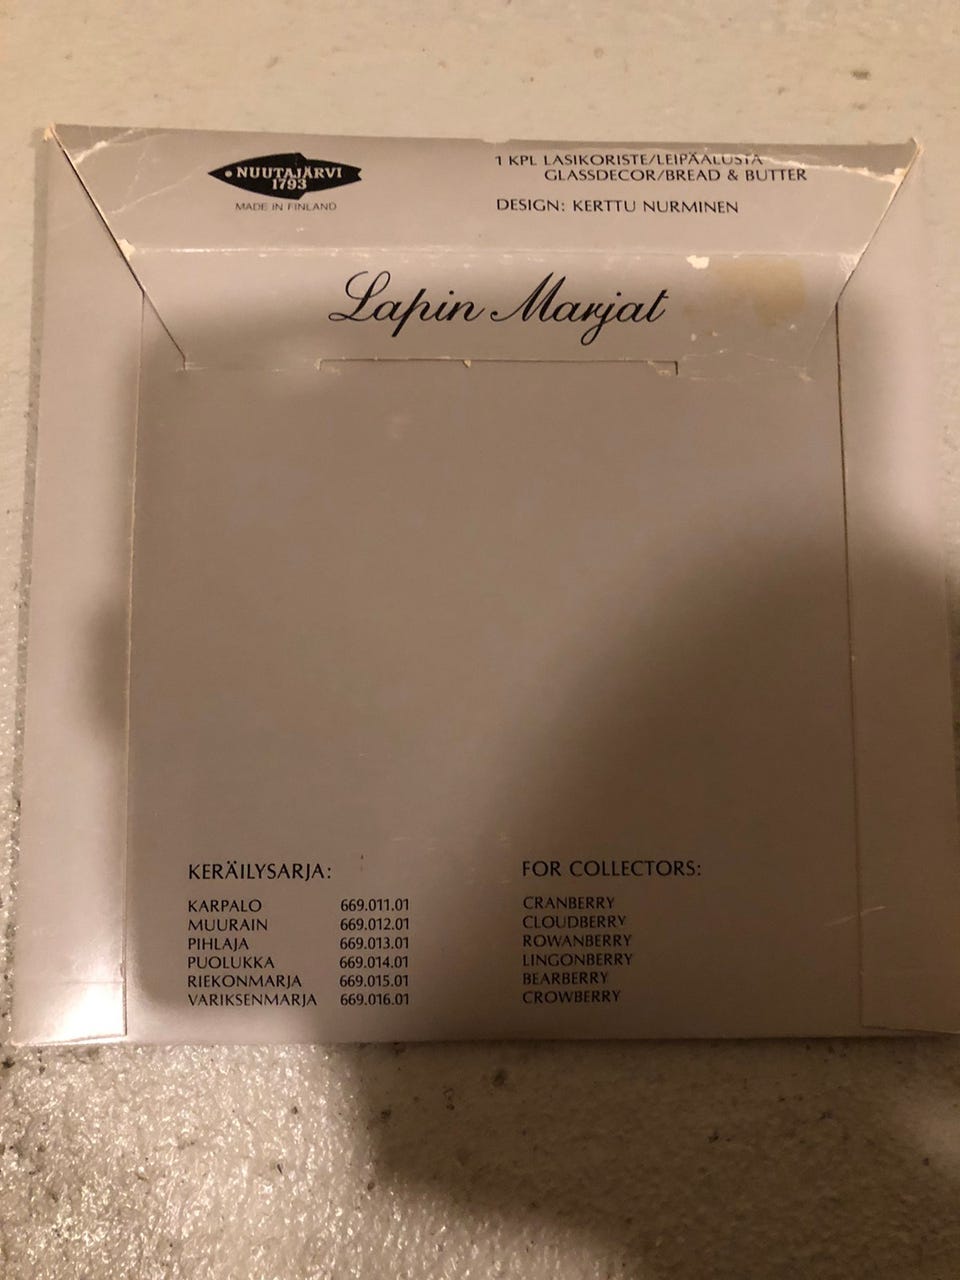 NUUTAJÄRVI
1793
MADE IN FINLAND
1 KPL LASIKORISTE/LEIPÄALUSTA
GLASSDECOR/BREAD & BUTTER
DESIGN: KERTTU NURMINEN
Lapin Marjat
KERÄILYSARJA:
KARPALO 669.011.01
MUURAIN 669.012.01
PIHLAJA 669.013.01
PUOLUKKA 669.014.01
RIEKONMARJA 669.015.01
VARIKSENMARJA 669.016.01
FOR COLLECTORS:
CRANBERRY
CLOUDBERRY
ROWANBERRY
LINGONBERRY
BEARBERRY
CROWBERRY